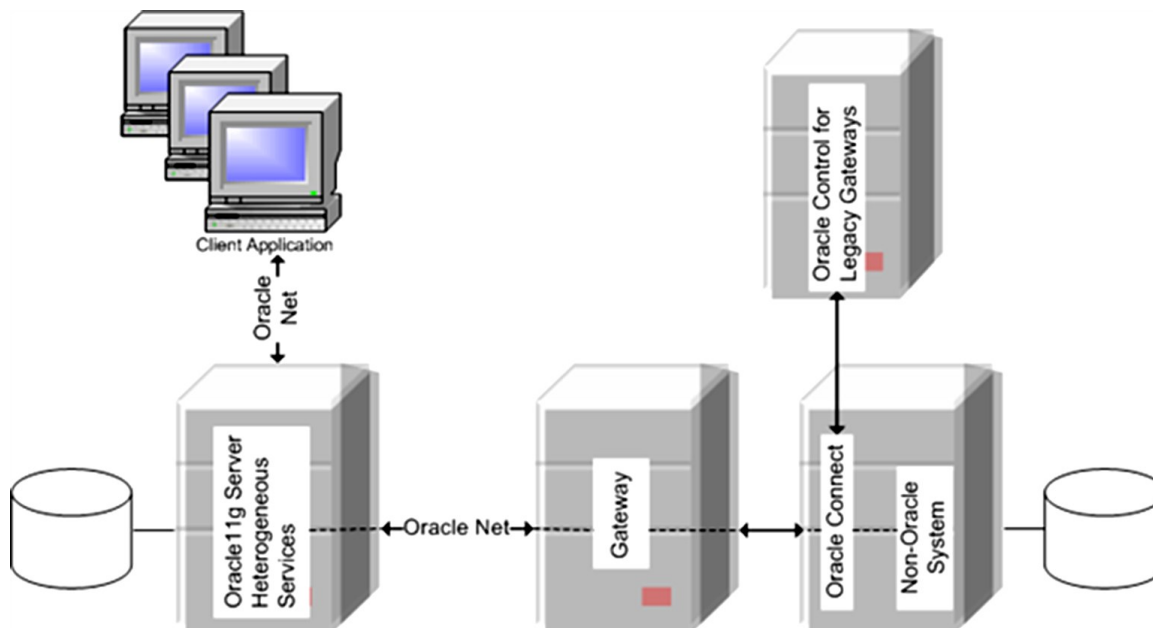 Client Application
Oracle
Net
Oracle Control for
Legacy Gateways
Oracle11g Server
Heterogeneous
Services
Oracle Net
Gateway
Oracle Connect
Non-Oracle
System